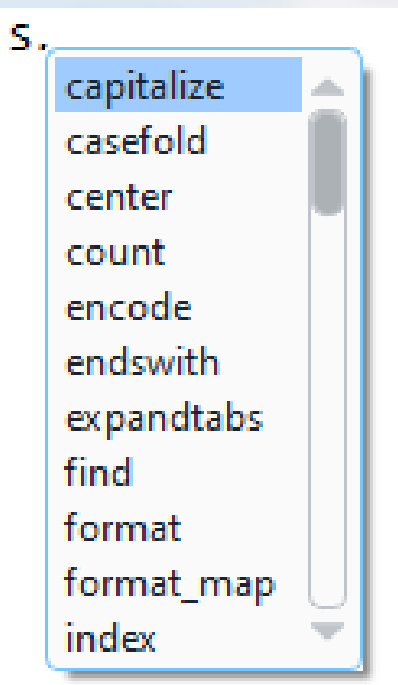 s.
capitalize
casefold
center
count
encode
endswith
expandtabs
find
format
format_map
index